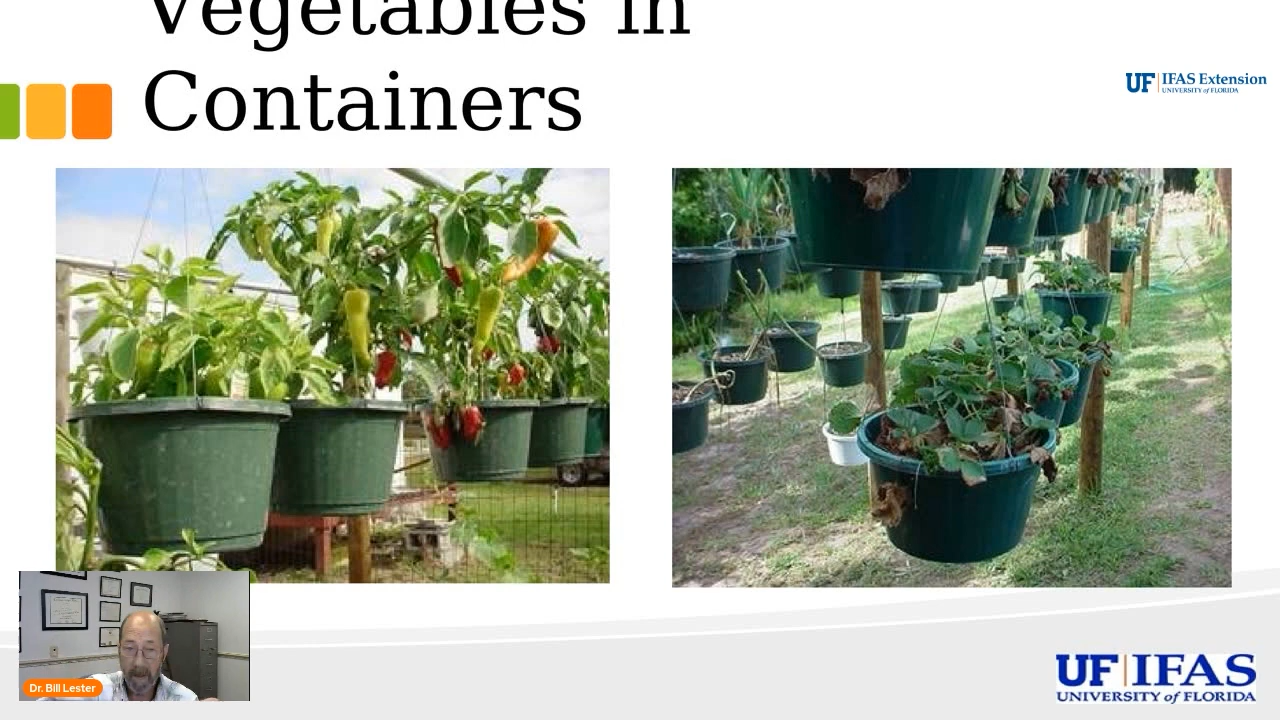 Vegetables in
Containers
UF IFAS Extension
UNIVERSITY of FLORIDA
Dr. Bill Lester
UF IFAS
UNIVERSITY of FLORIDA